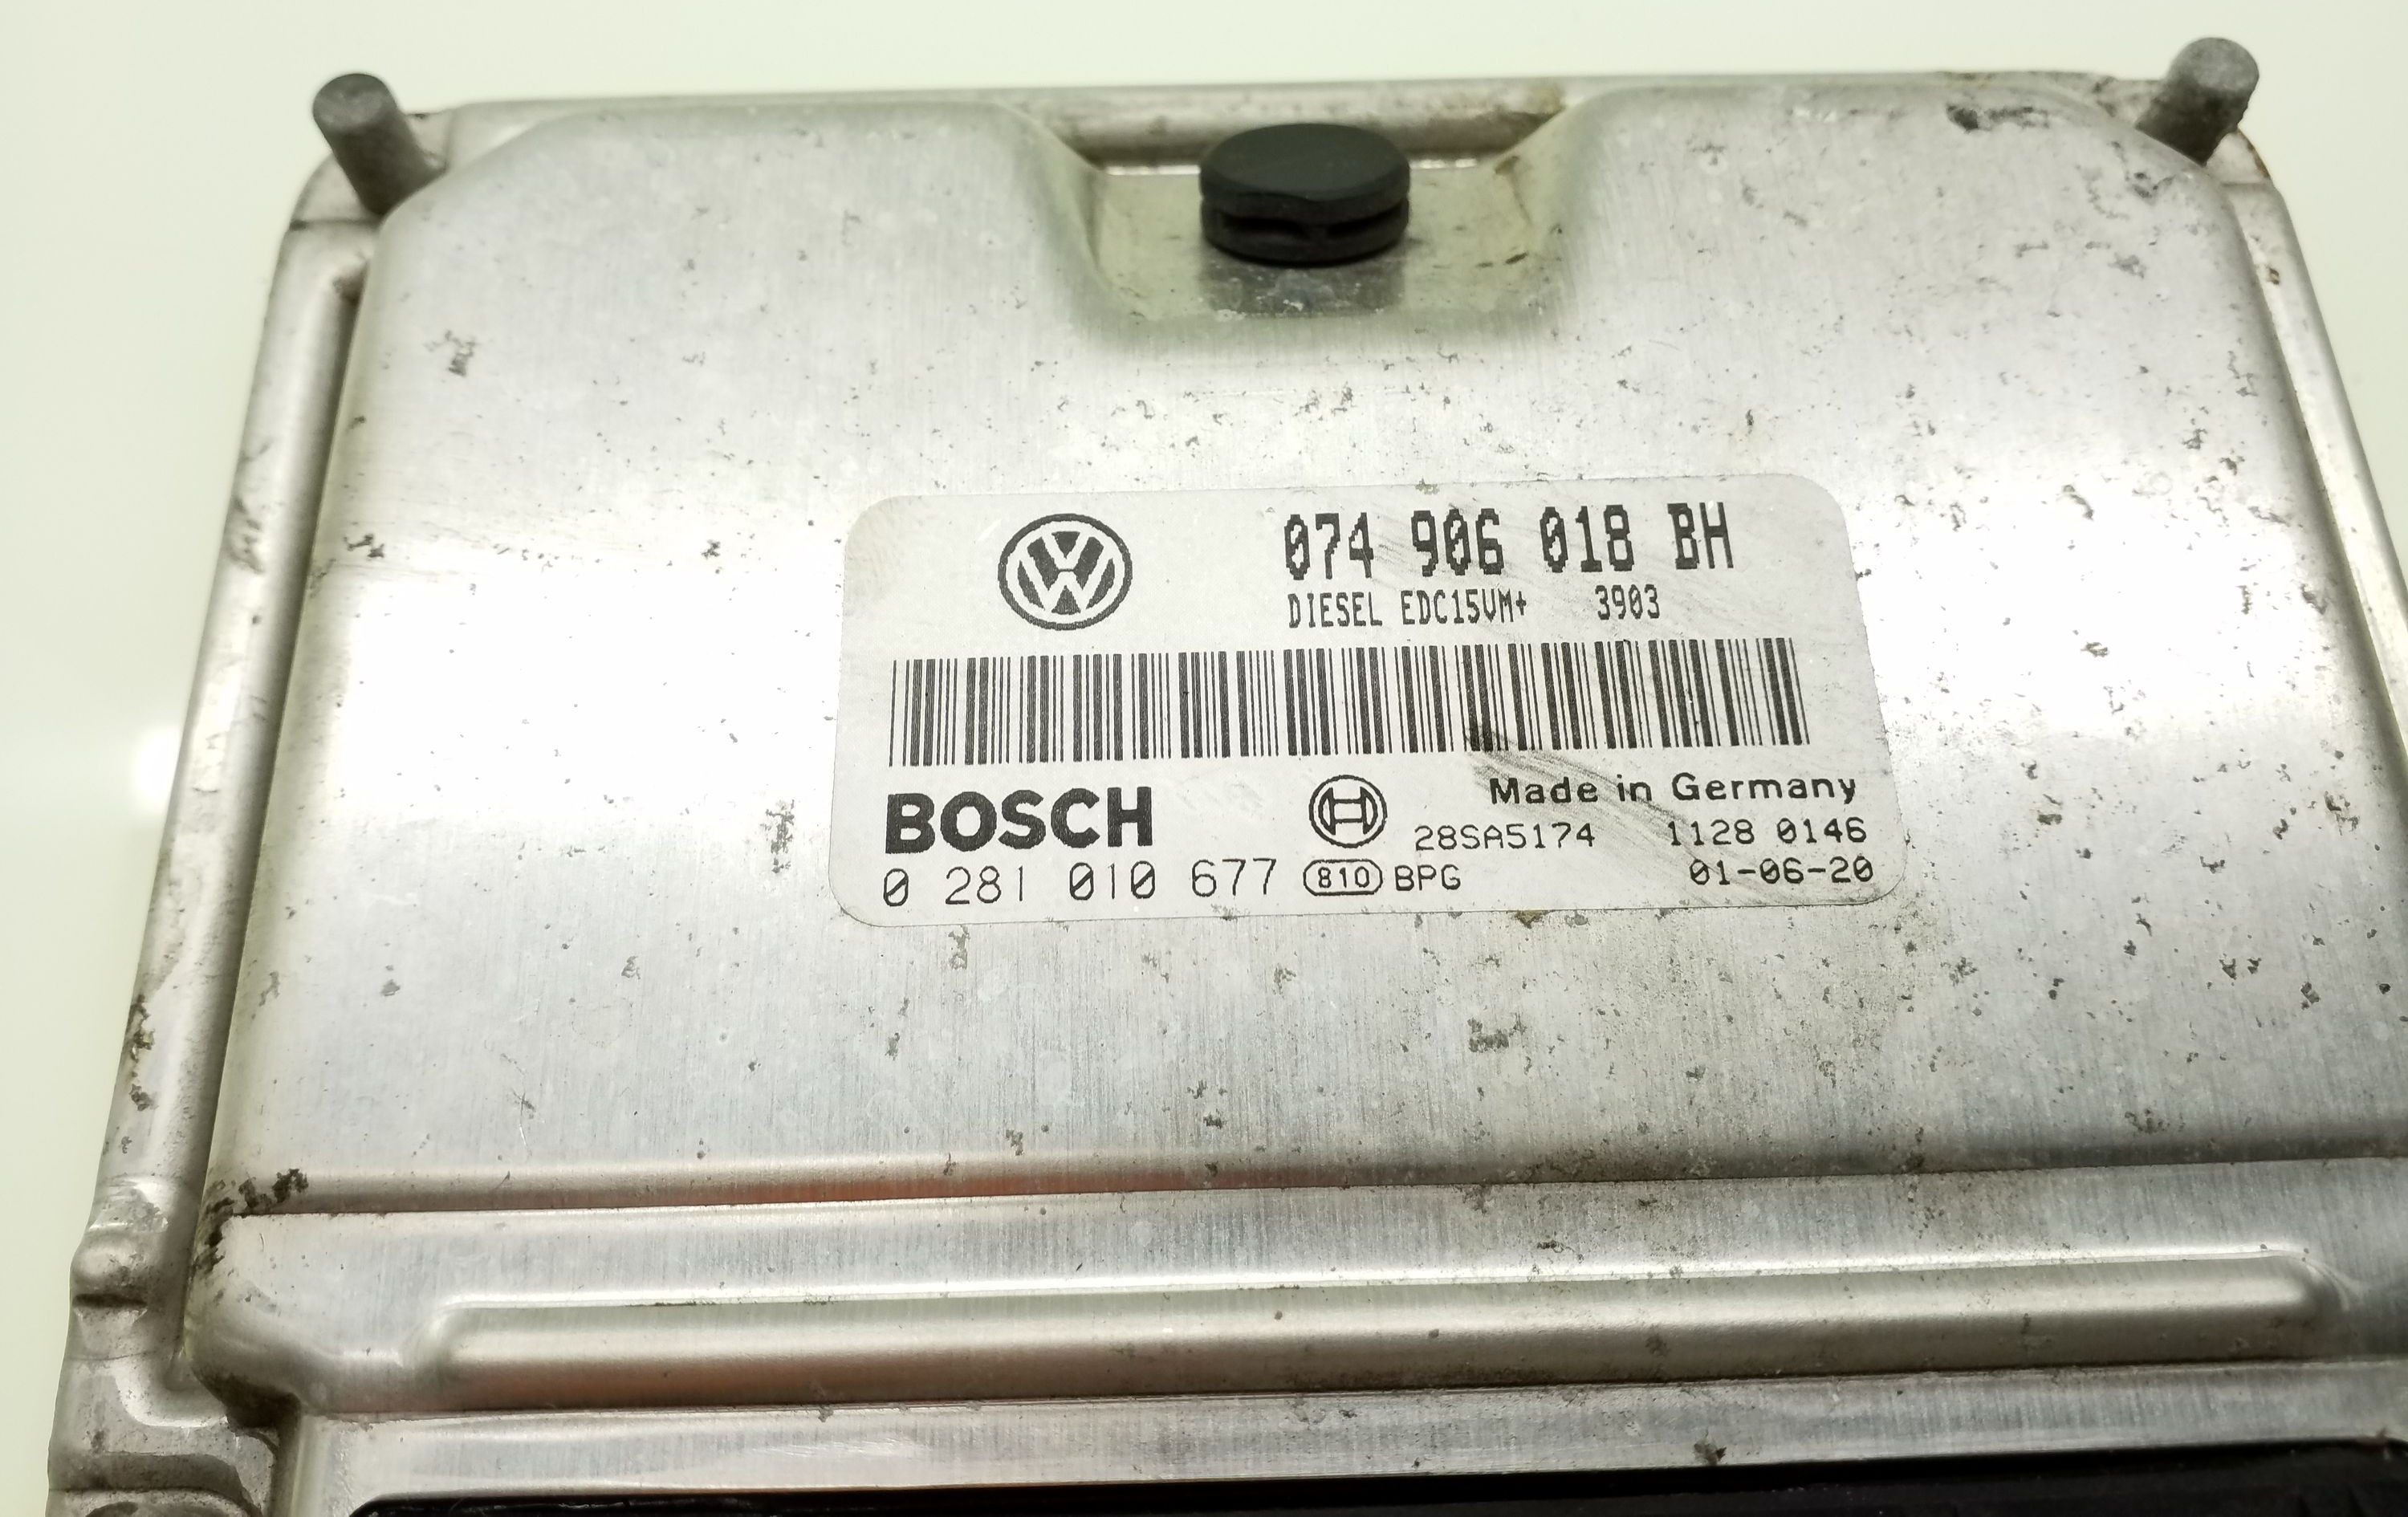 074 906 018 BH
DIESEL EDC15VM+ 3903
BOSCH
Made in Germany
28SA5174 1128 0146
0 281 010 677 810 BPG 01-06-20